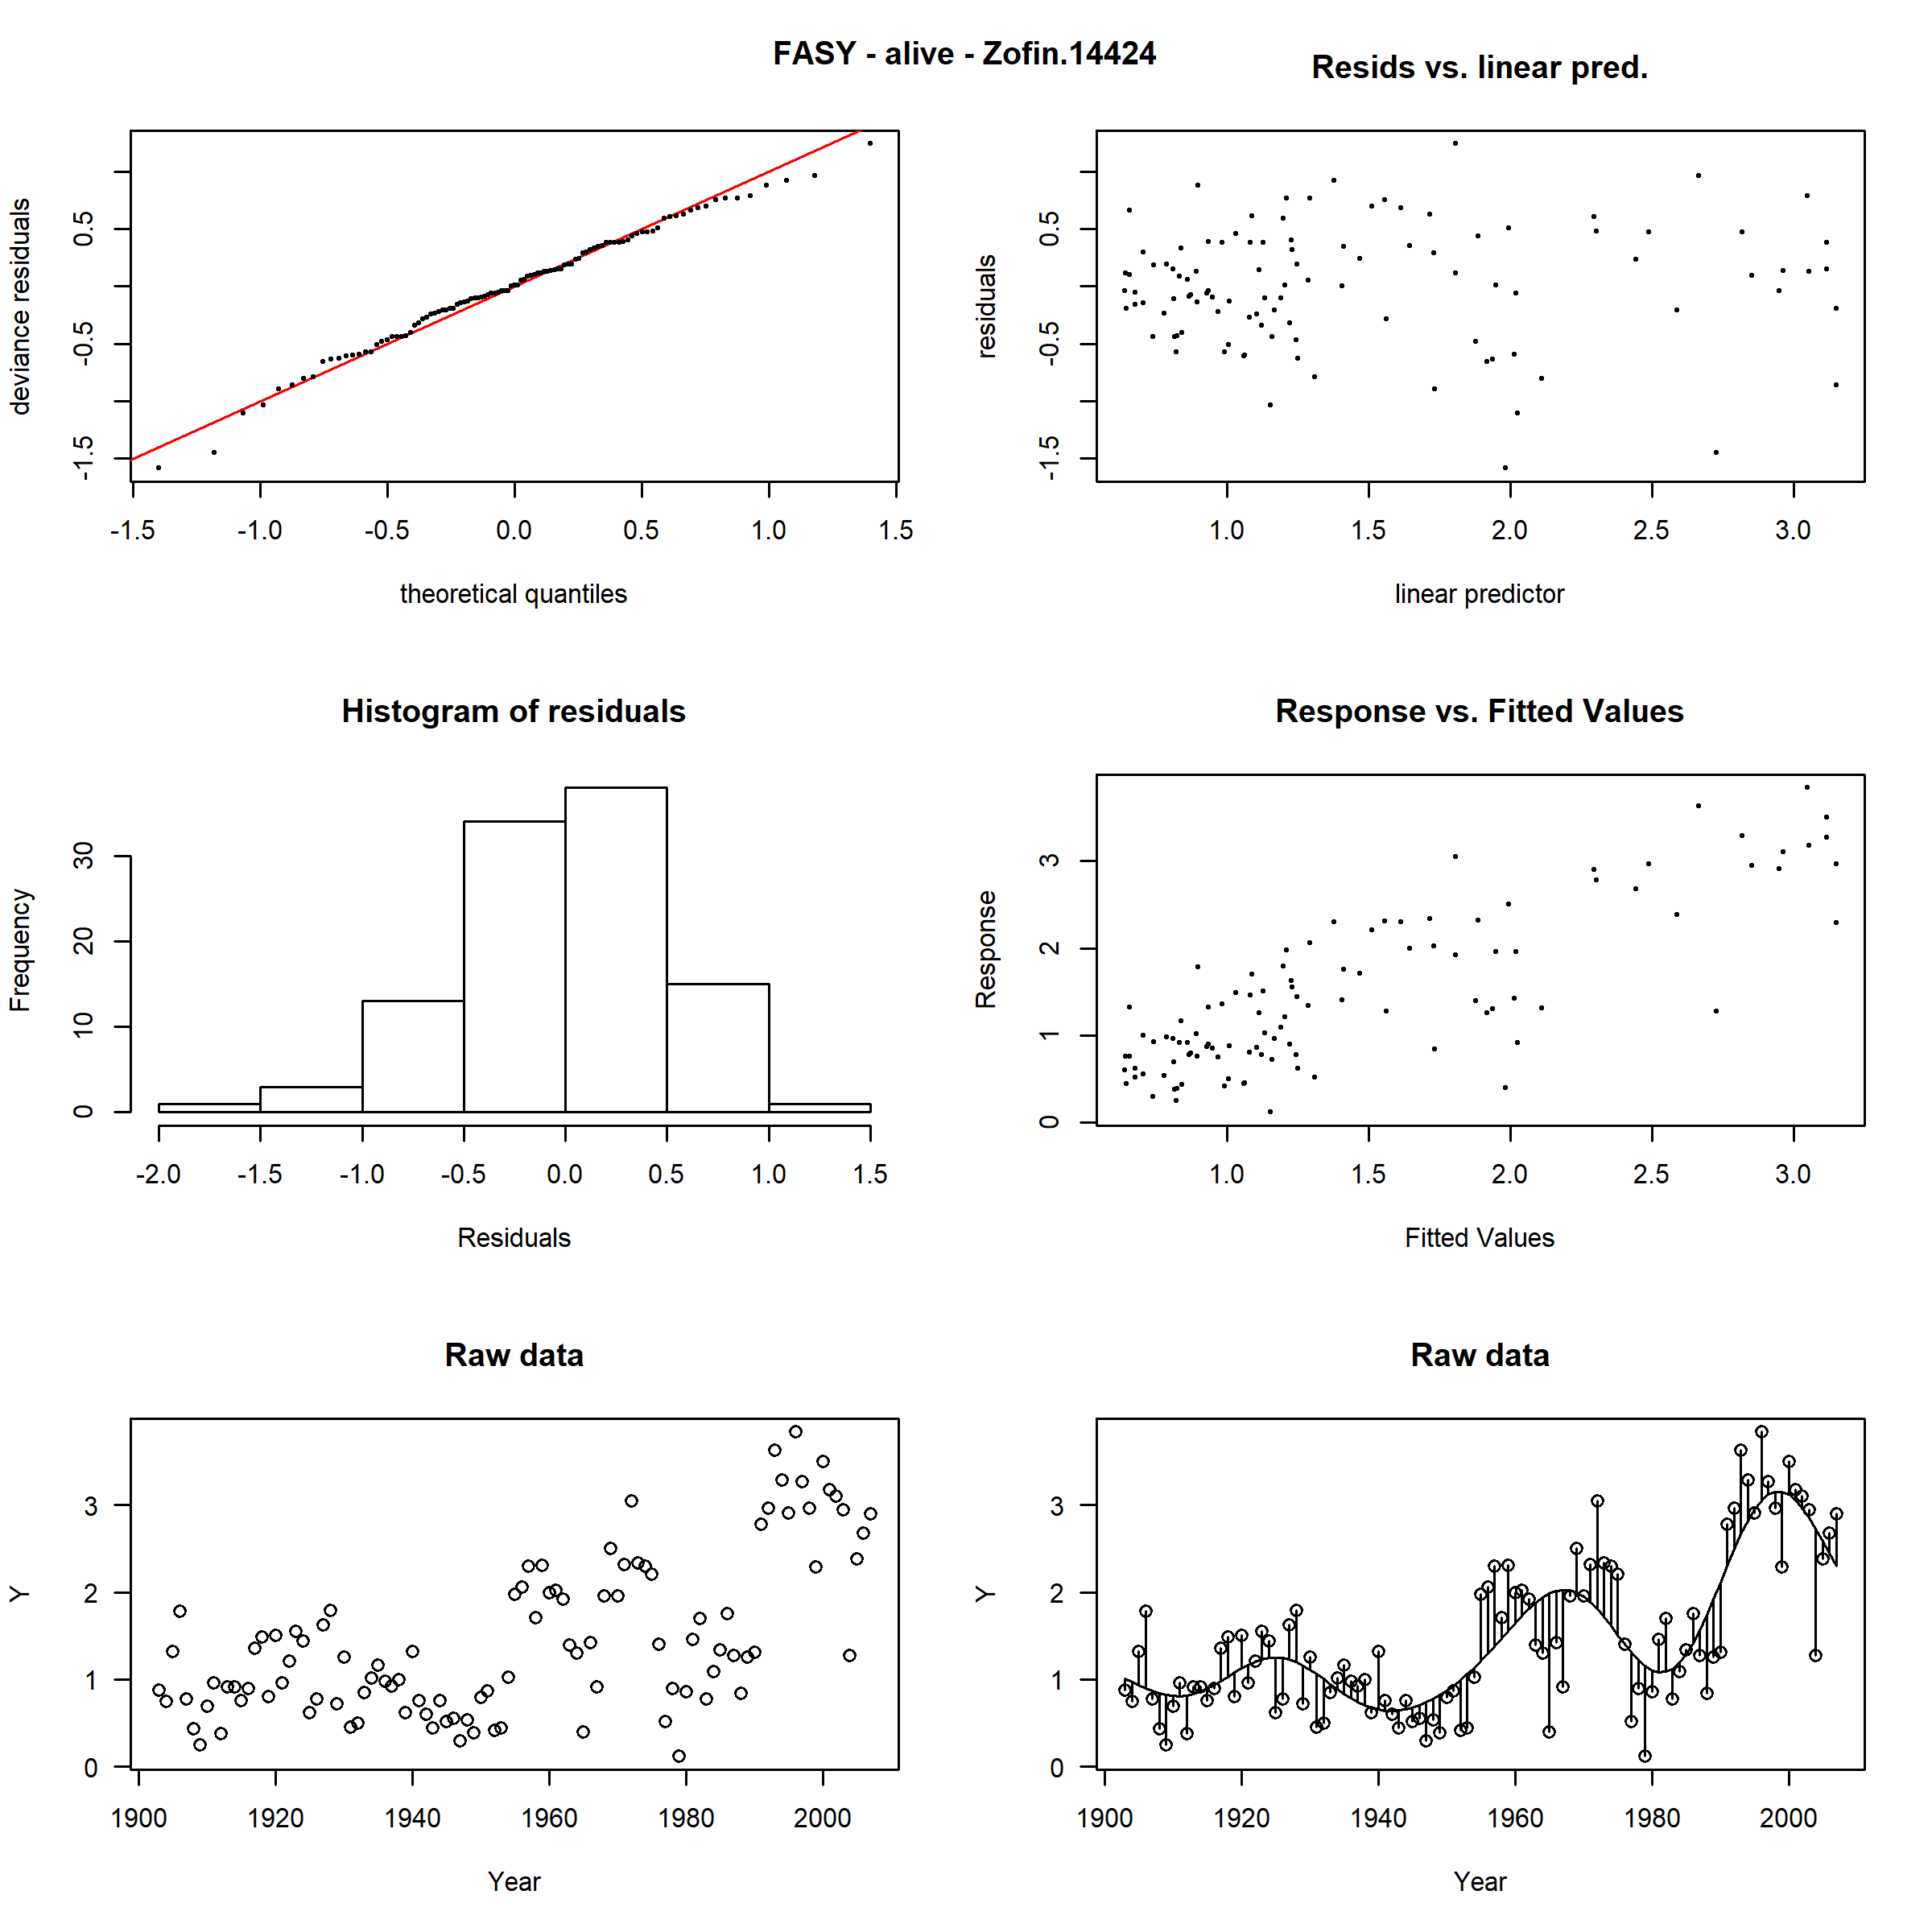 FASY - alive - Zofin.14424
Resids vs. linear pred.
deviance residuals
0.5
-0.5
-1.5
-1.5 -1.0 -0.5 0.0 0.5 1.0 1.5
theoretical quantiles
residuals
0.5
-0.5
-1.5
1.0 1.5 2.0 2.5 3.0
linear predictor
Histogram of residuals
Frequency
30
20
10
0
-2.0 -1.5 -1.0 -0.5 0.0 0.5 1.0 1.5
Residuals
Response vs. Fitted Values
Response
3
2
1
0
1.0 1.5 2.0 2.5 3.0
Fitted Values
Raw data
Y
3
2
1
0
1900 1920 1940 1960 1980 2000
Year
Raw data
Y
3
2
1
0
1900 1920 1940 1960 1980 2000
Year